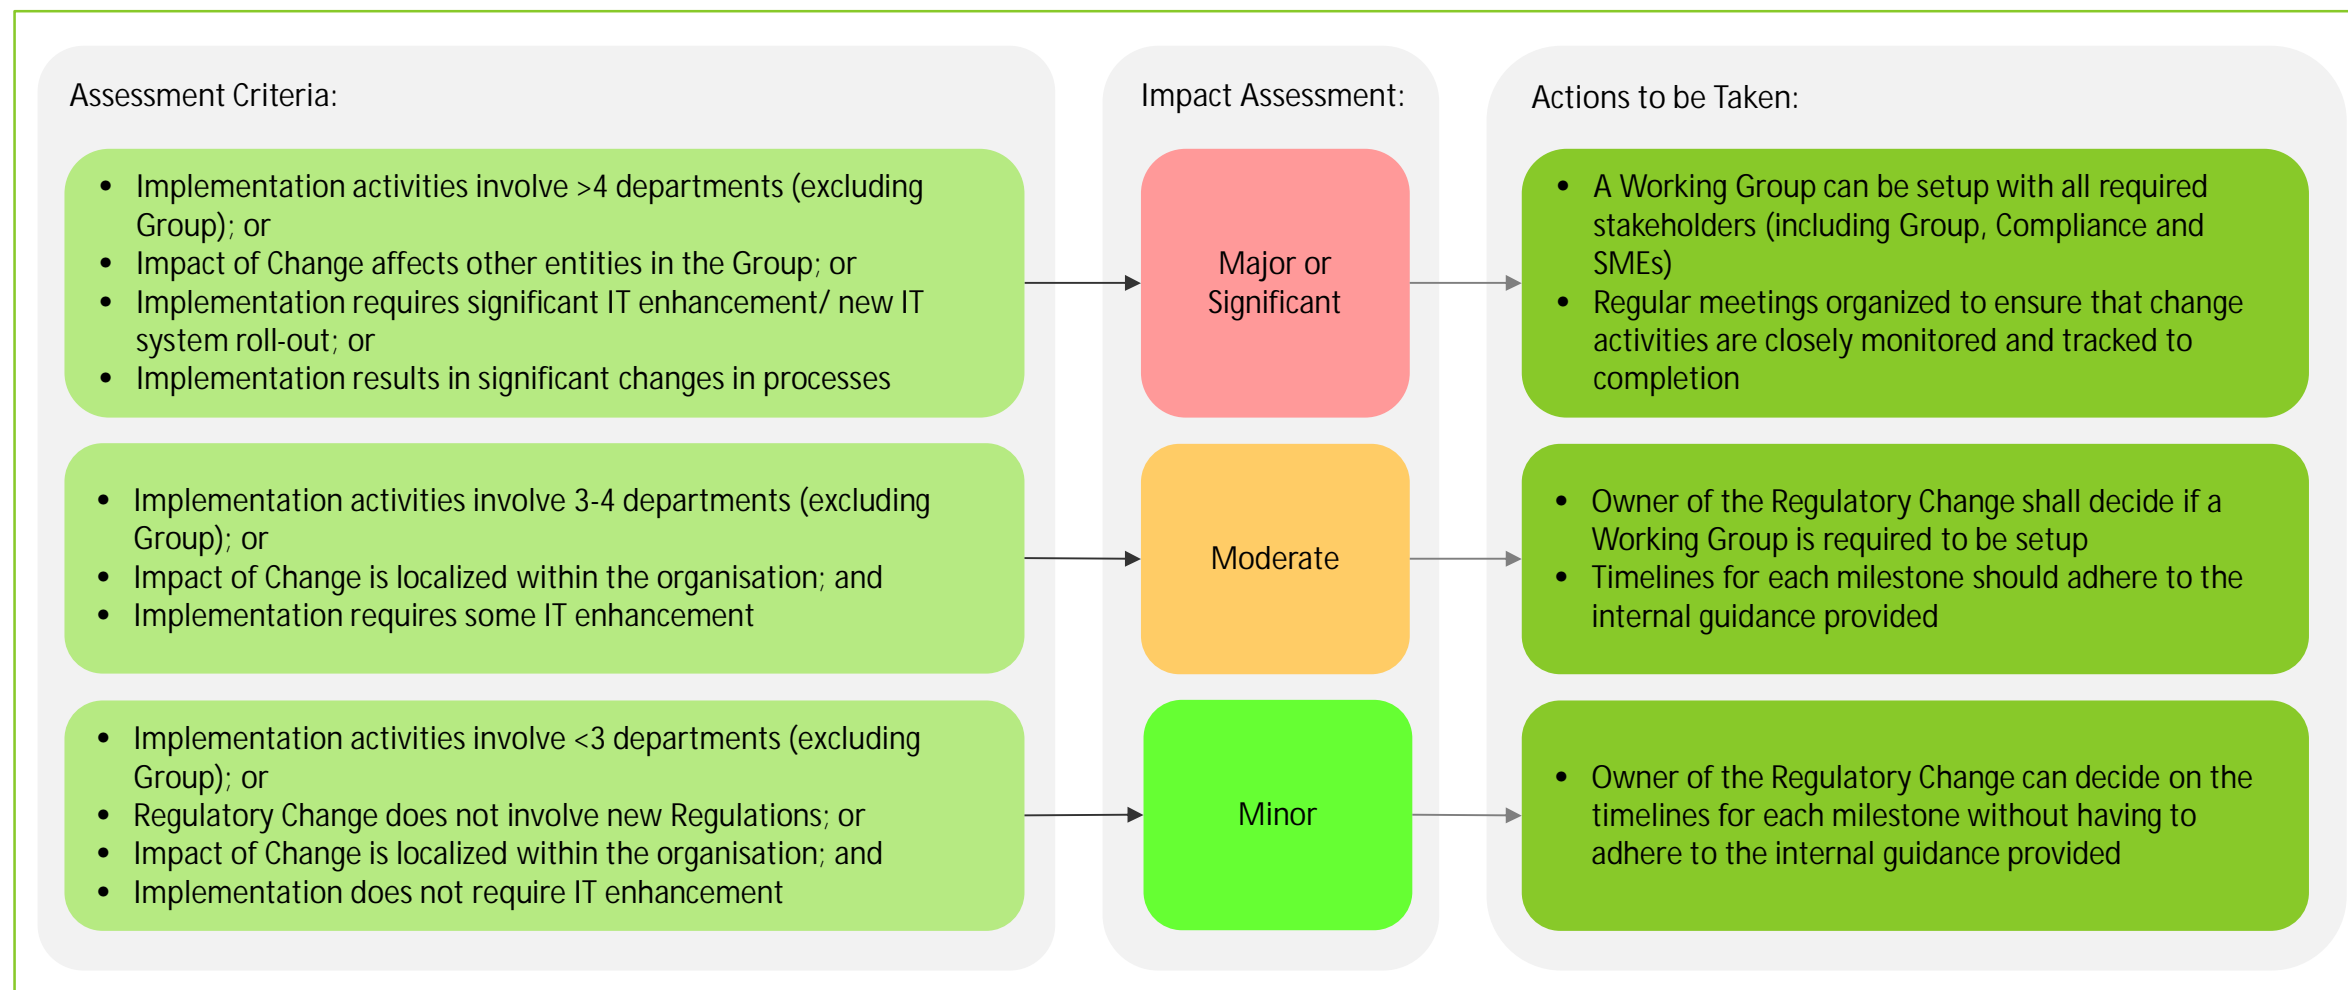 Assessment Criteria:
• Implementation activities involve >4 departments (excluding
Group); or
• Impact of Change affects other entities in the Group; or
• Implementation requires significant IT enhancement/ new IT
system roll-out; or
• Implementation results in significant changes in processes
• Implementation activities involve 3-4 departments (excluding
Group); or
• Impact of Change is localized within the organisation; and
• Implementation requires some IT enhancement
• Implementation activities involve <3 departments (excluding
Group); or
• Regulatory Change does not involve new Regulations; or
• Impact of Change is localized within the organisation; and
• Implementation does not require IT enhancement
Impact Assessment:
Major or
Significant
Moderate
Minor
Actions to be Taken:
• A Working Group can be setup with all required
stakeholders (including Group, Compliance and
SMEs)
• Regular meetings organized to ensure that change
activities are closely monitored and tracked to
completion
• Owner of the Regulatory Change shall decide if a
Working Group is required to be setup
• Timelines for each milestone should adhere to the
internal guidance provided
• Owner of the Regulatory Change can decide on the
timelines for each milestone without having to
adhere to the internal guidance provided